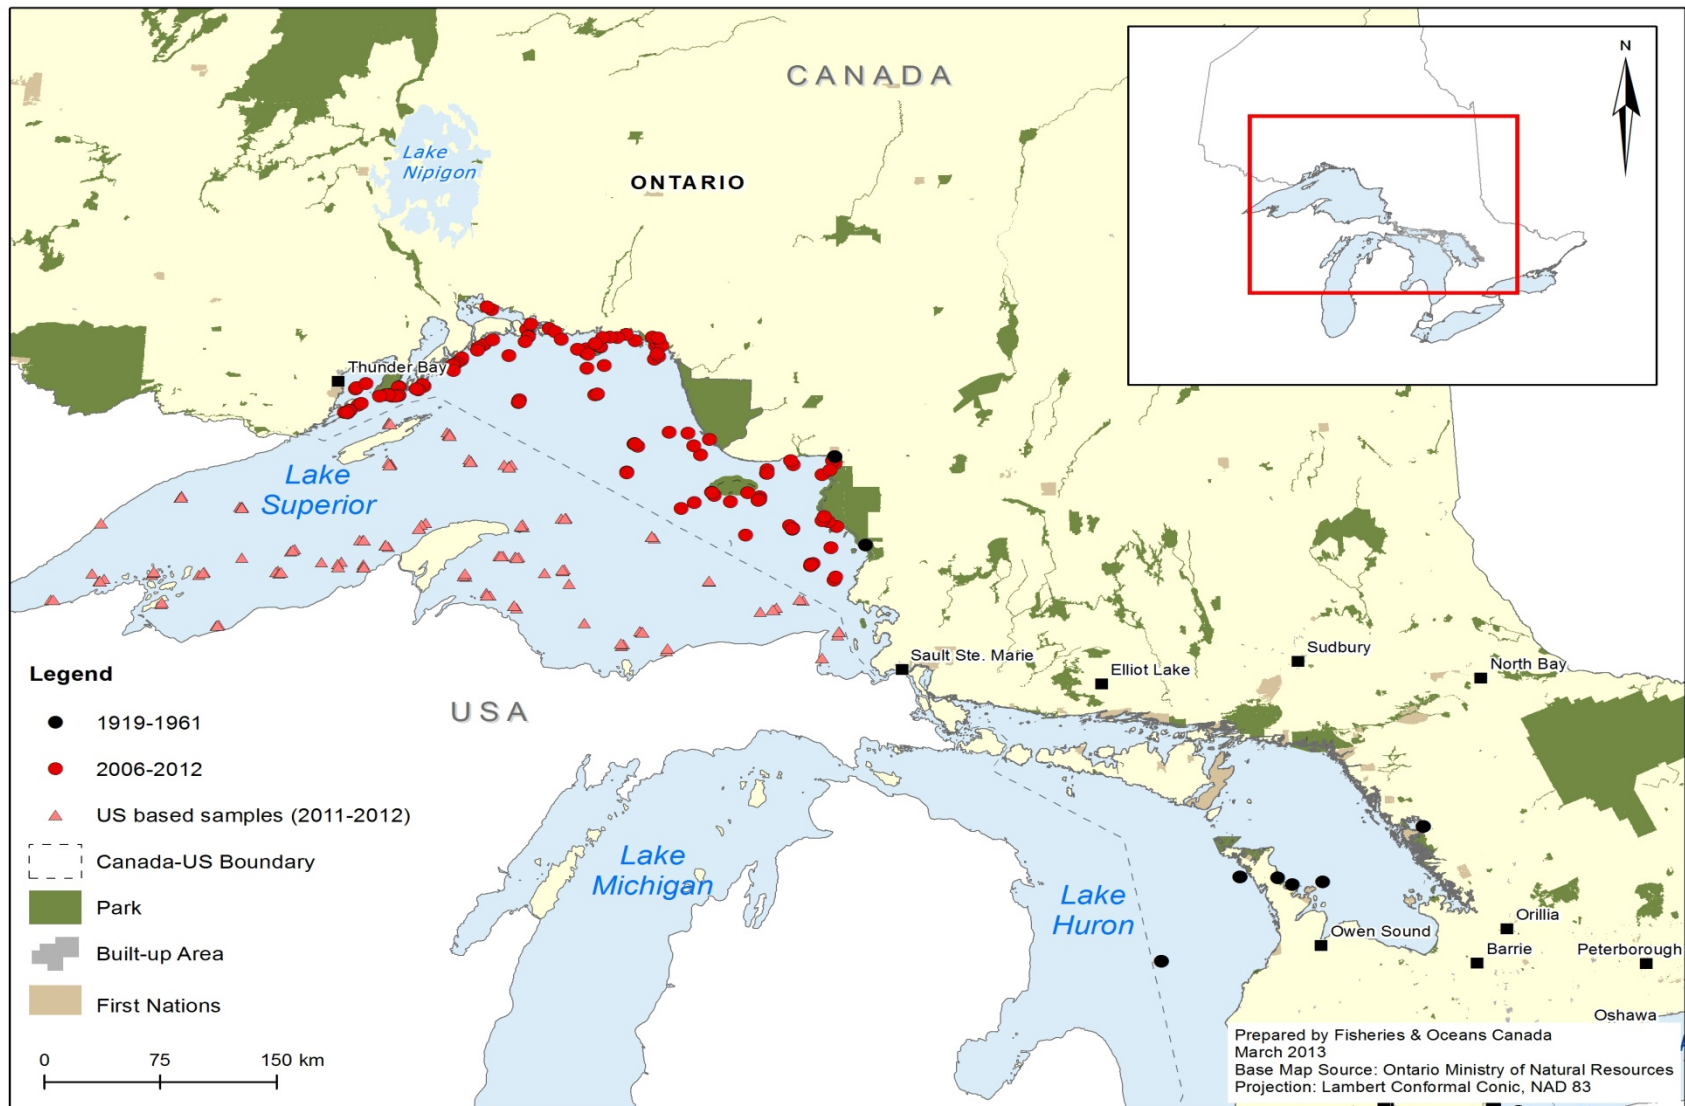 CANADA
N
Lake
Nipigon
ONTARIO
Thunder Bay
Lake
Superior
Sault Ste. Marie
Elliot Lake
Sudbury
North Bay
Legend
1919-1961
2006-2012
US based samples (2011-2012)
Canada-US Boundary
Park
Built-up Area
First Nations
0 75 150 km
USA
Lake
Michigan
Lake
Huron
Owen Sound
Orillia
Barrie
Peterborough
Oshawa
Prepared by Fisheries & Oceans Canada
March 2013
Base Map Source: Ontario Ministry of Natural Resources
Projection: Lambert Conformal Conic, NAD 83